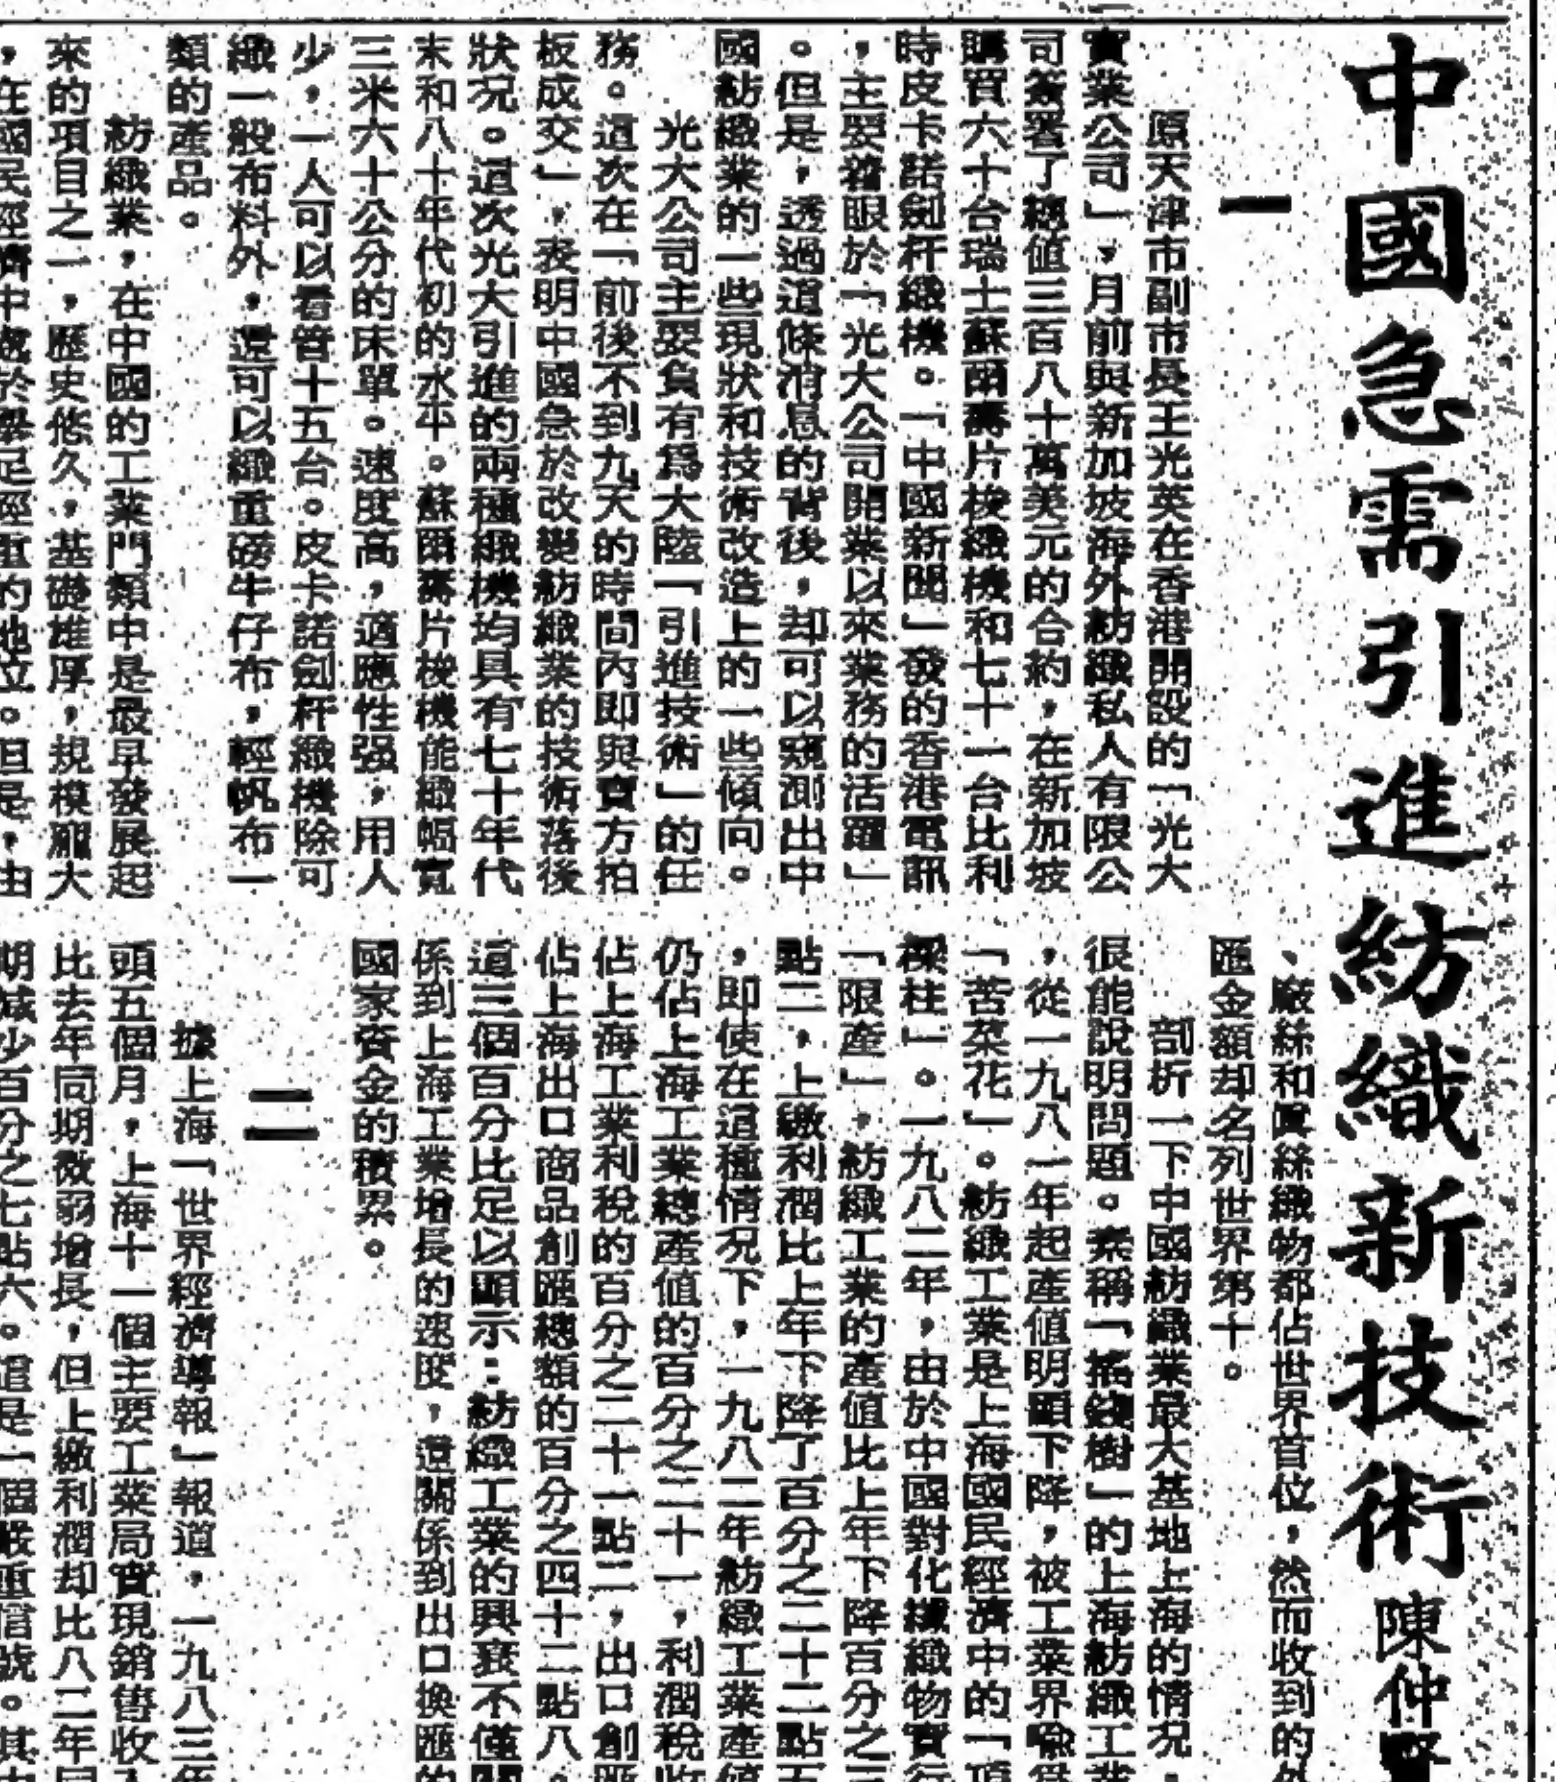 中國急需引進紡織新技術
陳仲賢
一
原天津市副市長王光英在香港開設的「光大
實業公司」，月前與新加坡海外紡織私人有限公
司簽署了總值三百八十萬美元的合約，在新加坡
購買六十台瑞士蘇爾壽片梭織機和七十一台比利
時皮卡諾劍杆織機。「中國新聞」發的香港電訊
，主要着眼於「光大公司開業以來業務的活躍」
。但是，透過這條消息的背後，却可以窺測出中
國紡織業的一些現狀和技術改造上的一些傾向。
光大公司主要負有爲大陸「引進技術」的任
務。這次在「前後不到九天的時間內即與賣方拍
板成交」，表明中國急於改變紡織業的技術落後
狀況。這次光大引進的兩種織機均具有七十年代
末和八十年代初的水平。蘇爾壽片梭機能織幅寬
三米六十公分的床單。速度高，適應性强，用人
少，一人可以看管十五台。皮卡諾劍杆織機除可
織一般布料外，還可以織重磅牛仔布，輕帆布一
類的產品。
紡織業，在中國的工業門類中是最早發展起
來的項目之一，歷史悠久，基礎雄厚，規模龐大
，在國民經濟中處於舉足輕重的地位。但是，由
、廠絲和眞絲織物都佔世界首位，然而收到的外
匯金額却名列世界第十。
剖析一下中國紡織業最大基地上海的情况，
很能說明問題。素稱「搖錢樹」的上海紡織工業
，從一九八一年起產値明顯下降，被工業界喩爲
「苦菜花」。紡織工業是上海國民經濟中的「頂
樑柱」。一九八二年，由於中國對化纖織物實行
「限産」，紡織工業的產値比上年下降百分之三
點二，上繳利潤比上年下降了百分之二十二點五
，即使在這種情况下，一九八二年紡織工業產値
仍佔上海工業總產值的百分之二十一，利潤稅收
佔上海工業利稅的百分之二十一點二，出口創匯
佔上海出口商品創匯總額的百分之四十二點八。
這三個百分比足以顯示：紡織工業的興衰不僅關
係到上海工業增長的速度，還關係到出口換匯的
國家資金的積累。
二
據上海「世界經濟導報」報道，一九八三年
頭五個月，上海十一個主要工業局實現銷售收入
比去年同期微弱增長，但上繳利潤却比八二年同
期減少百分之七點六。這是一個嚴重信號。其中